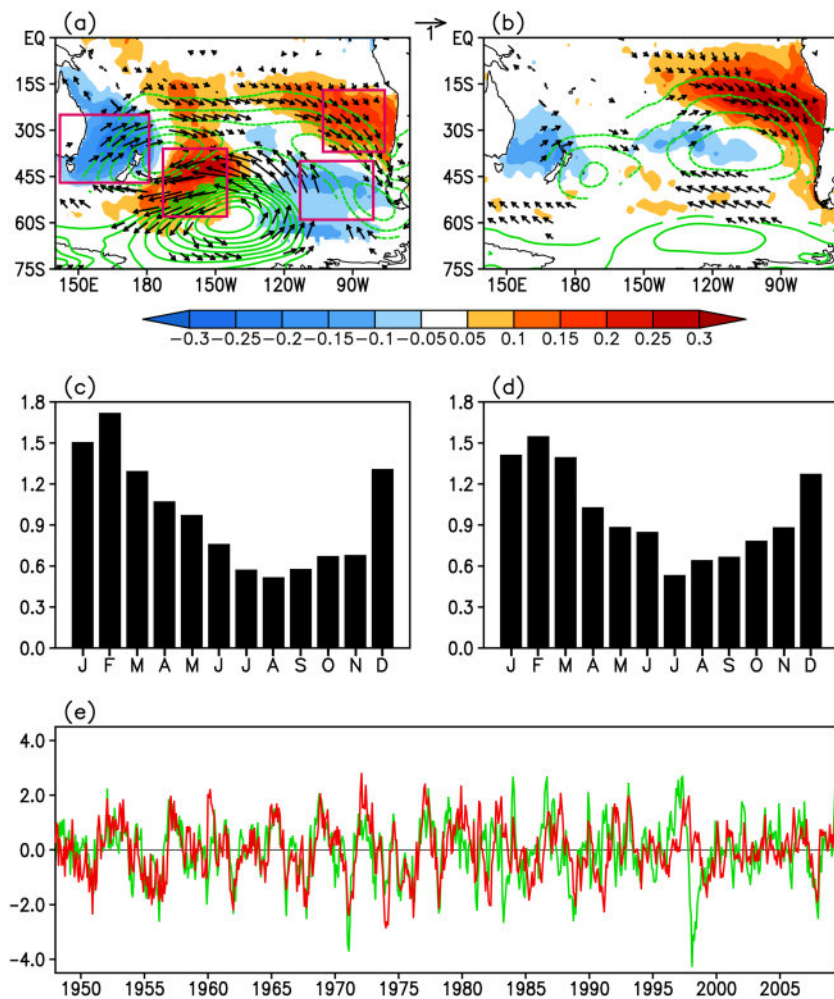 (a) 1 (b)
EQ EQ
15S 15S
30S 30S
45S 45S
60S 60S
75S 75S
150E 180 150W 120W 90W 150E 180 150W 120W 90W
−0.3 −0.25 −0.2 −0.15 −0.1 −0.05 0.05 0.1 0.15 0.2 0.25 0.3
(c) (d)
1.8 1.8
1.5 1.5
1.2 1.2
0.9 0.9
0.6 0.6
0.3 0.3
0.0 0.0
J F M A M J J A S O N D J F M A M J J A S O N D
(e)
4.0
2.0
0.0
−2.0
−4.0
1950 1955 1960 1965 1970 1975 1980 1985 1990 1995 2000 2005